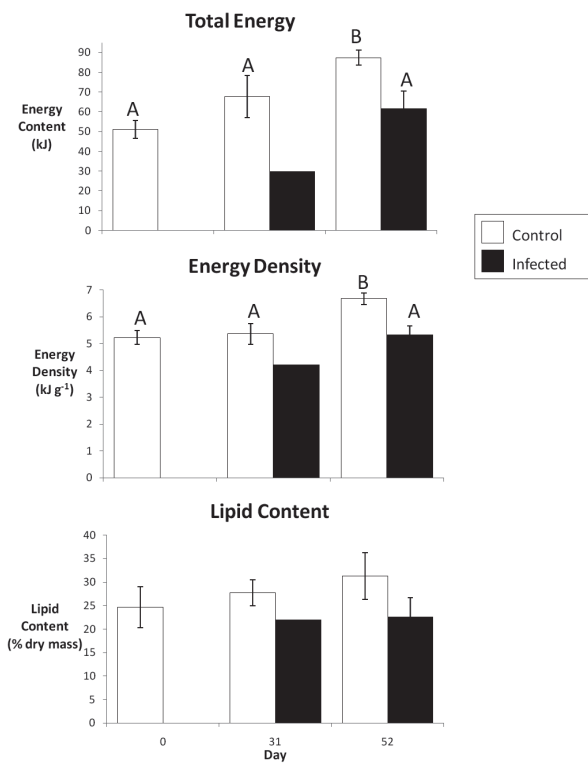 Total Energy
Energy
Content
(kJ)
90
80
70
60
50
40
30
20
10
0
A
A
B
A
Control
Infected
Energy Density
Energy
Density
(kJ g⁻¹)
7
6
5
4
3
2
1
0
A
A
B
A
Lipid Content
Lipid
Content
(% dry mass)
40
35
30
25
20
15
10
5
0
0 31 52
Day